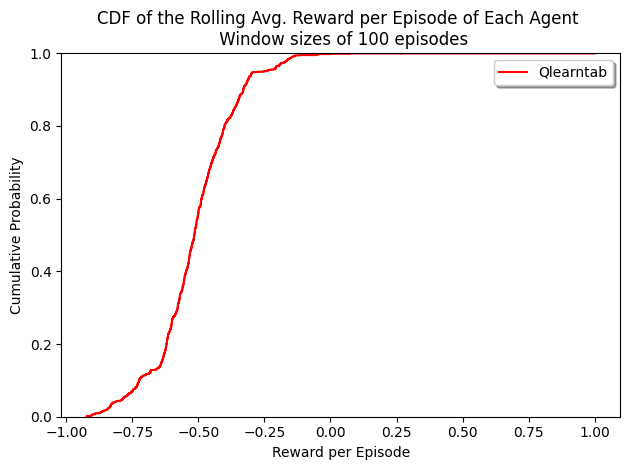 CDF of the Rolling Avg. Reward per Episode of Each Agent
Window sizes of 100 episodes
Qlearntab
1.0
0.8
0.6
0.4
0.2
0.0
Cumulative Probability
−1.00 −0.75 −0.50 −0.25 0.00 0.25 0.50 0.75 1.00
Reward per Episode